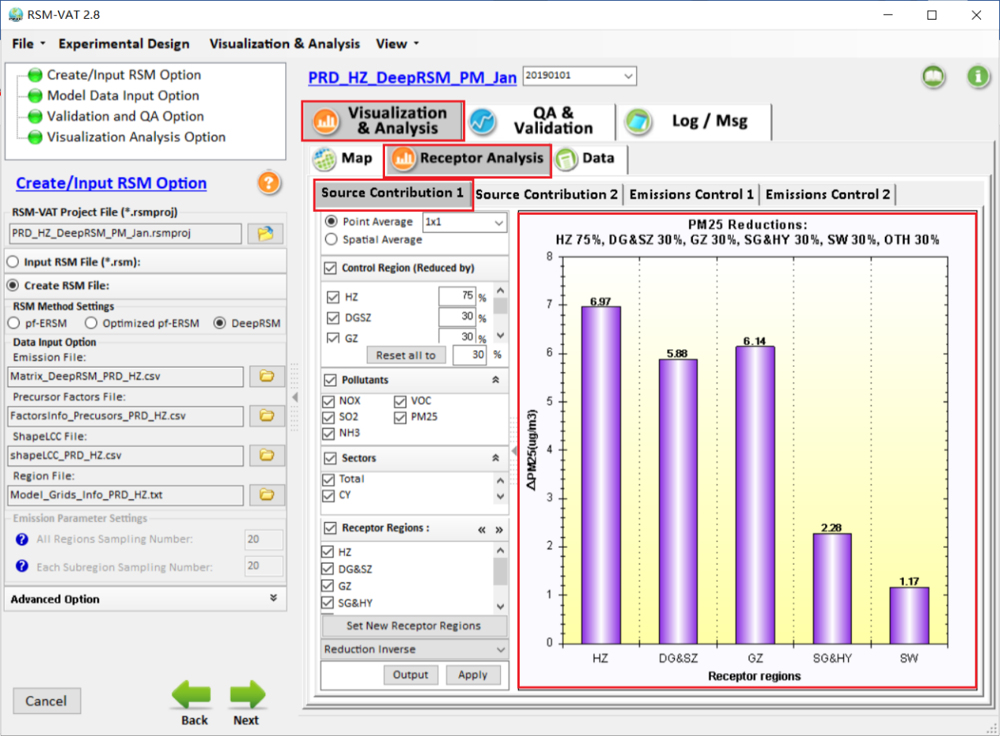 RSM-VAT 2.8
File Experimental Design Visualization & Analysis View
Create/Input RSM Option
Model Data Input Option
Validation and QA Option
Visualization Analysis Option
Create/Input RSM Option
?
RSM-VAT Project File (*.rsmproj)
PRD_HZ_DeepRSM_PM_Jan.rsmproj
Input RSM File (*.rsm):
Create RSM File:
RSM Method Settings
pf-ERSM Optimized pf-ERSM DeepRSM
Data Input Option
Emission File:
Matrix_DeepRSM_PRD_HZ.csv
Precursor Factors File:
FactorsInfo_Precusors_PRD_HZ.csv
ShapeLCC File:
shapeLCC_PRD_HZ.csv
Region File:
Model_Grids_Info_PRD_HZ.txt
Emission Parameter Settings
? All Regions Sampling Number: 20
? Each Subregion Sampling Number: 20
Advanced Option
Cancel
Back
Next
PRD_HZ_DeepRSM_PM_Jan 20190101
i
Visualization
& Analysis
QA &
Validation
Log / Msg
Map Receptor Analysis Data
Source Contribution 1 Source Contribution 2 Emissions Control 1 Emissions Control 2
Point Average 1x1
Spatial Average
Control Region (Reduced by)
HZ 75 %
DGSZ 30 %
GZ 30 %
Reset all to 30 %
Pollutants
NOX VOC
SO2 PM25
NH3
Sectors
Total
CY
Receptor Regions : « »
HZ
DG&SZ
GZ
SG&HY
Set New Receptor Regions
Reduction Inverse
Output Apply
PM25 Reductions:
HZ 75%, DG&SZ 30%, GZ 30%, SG&HY 30%, SW 30%, OTH 30%
8
7
6
5
4
3
2
1
0
ΔPM25(ug/m3)
6.97
5.88
6.14
2.28
1.17
HZ DG&SZ GZ SG&HY SW
Receptor regions